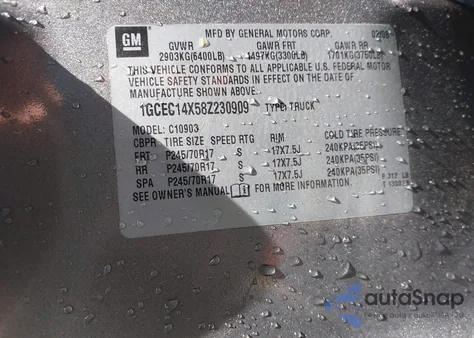 GM
MFD BY GENERAL MOTORS CORP.
GVWR GAWR FRT GAWR RR
2903KG(6400LB) 1497KG(3300LB) 1701KG(3750LB)
THIS VEHICLE CONFORMS TO ALL APPLICABLE U.S. FEDERAL MOTOR
VEHICLE SAFETY STANDARDS IN EFFECT ON THE DATE OF
MANUFACTURE SHOWN ABOVE.
1GCEC14X58Z230909 TYPE: TRUCK
MODEL: C10903
CBPR TIRE SIZE SPEED RTG RIM COLD TIRE PRESSURE
FRT P245/70R17 S 17X7.5J 240KPA(35PSI)
RR P245/70R17 S 17X7.5J 240KPA(35PSI)
SPA P245/70R17 S 17X7.5J 240KPA(35PSI)
SEE OWNER'S MANUAL FOR MORE INFORMATION.
autoSnap